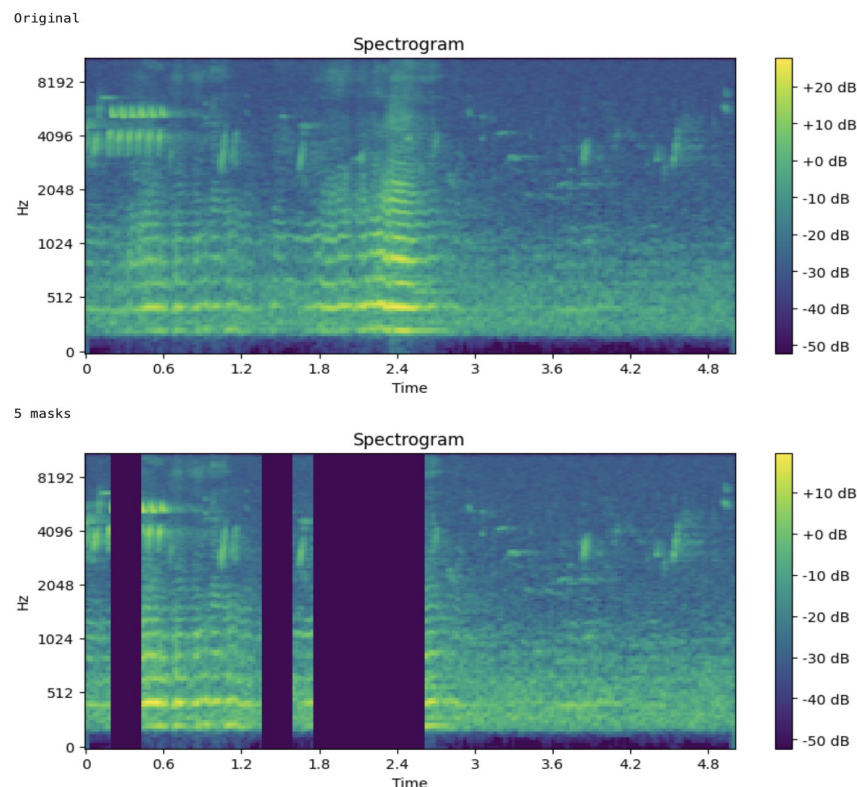 Original
Spectrogram
Hz
8192
4096
2048
1024
512
0
0 0.6 1.2 1.8 2.4 3 3.6 4.2 4.8
Time
+20 dB
+10 dB
+0 dB
-10 dB
-20 dB
-30 dB
-40 dB
-50 dB
5 masks
Spectrogram
Hz
8192
4096
2048
1024
512
0
0 0.6 1.2 1.8 2.4 3 3.6 4.2 4.8
Time
+10 dB
+0 dB
-10 dB
-20 dB
-30 dB
-40 dB
-50 dB